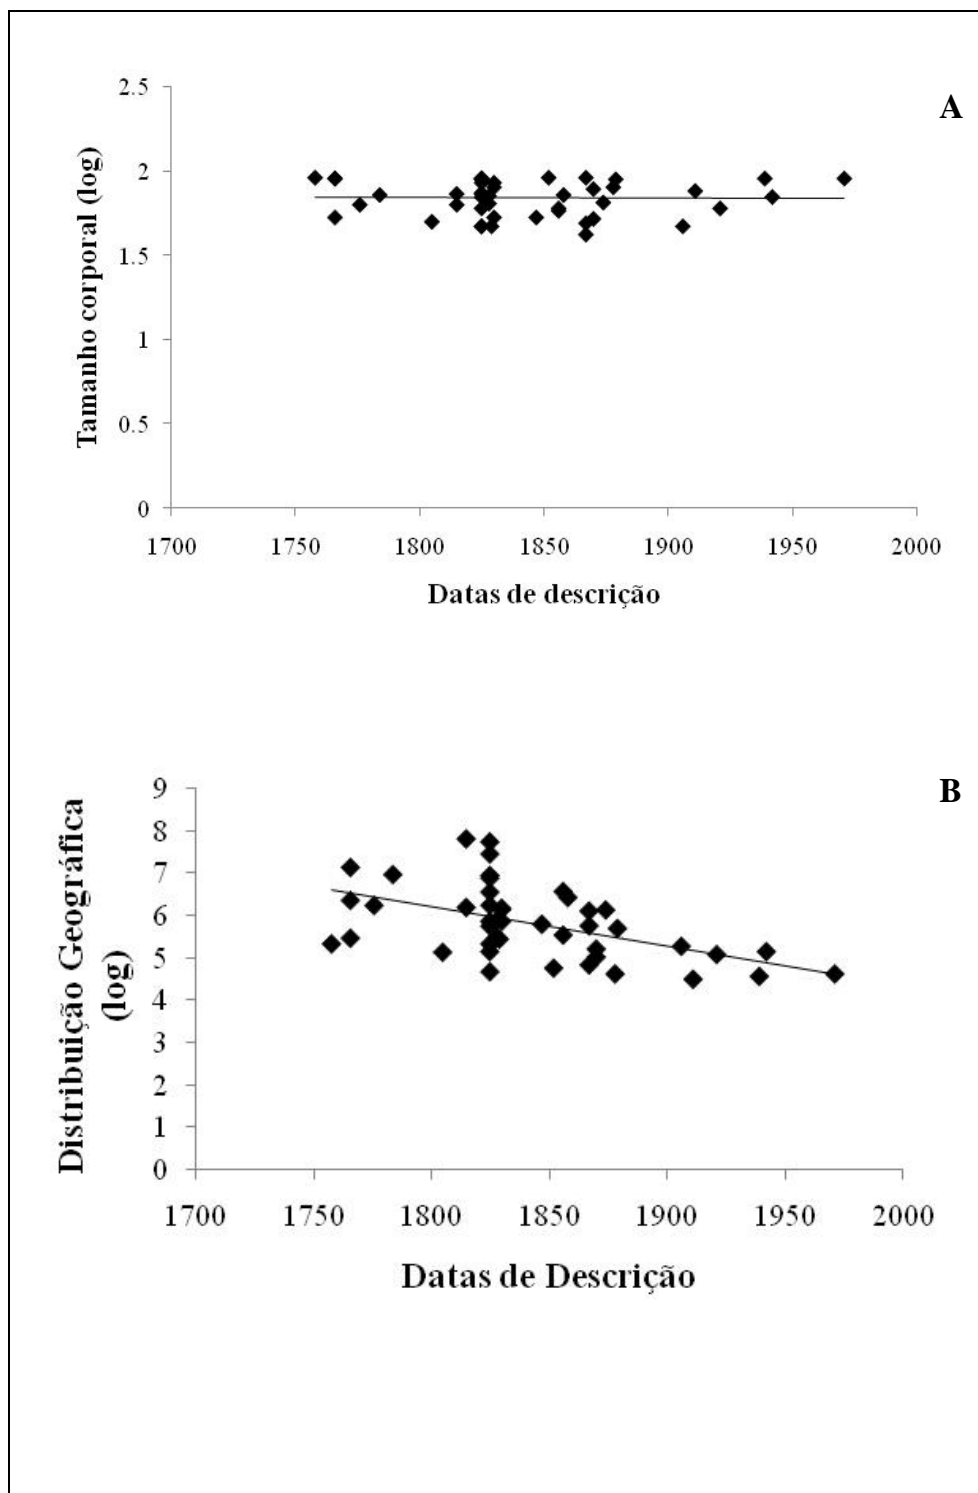 A
2.5
2
1.5
1
0.5
0
Tamanho corporal (log)
1700 1750 1800 1850 1900 1950 2000
Datas de descrição
B
9
8
7
6
5
4
3
2
1
0
Distribuição Geográfica
(log)
1700 1750 1800 1850 1900 1950 2000
Datas de Descrição